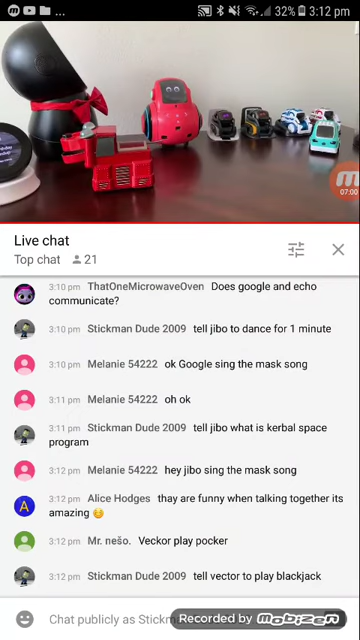 32% 3:12 pm
07:00
Live chat
Top chat 21
3:10 pm ThatOneMicrowaveOven Does google and echo
communicate?
3:10 pm Stickman Dude 2009 tell jibo to dance for 1 minute
3:10 pm Melanie 54222 ok Google sing the mask song
3:11 pm Melanie 54222 oh ok
3:11 pm Stickman Dude 2009 tell jibo what is kerbal space
program
3:12 pm Melanie 54222 hey jibo sing the mask song
A 3:12 pm Alice Hodges thay are funny when talking together its
amazing ☺️
3:12 pm Mr. nešo. Veckor play pocker
3:12 pm Stickman Dude 2009 tell vector to play blackjack
Chat publicly as Stickm
Recorded by Mobizen